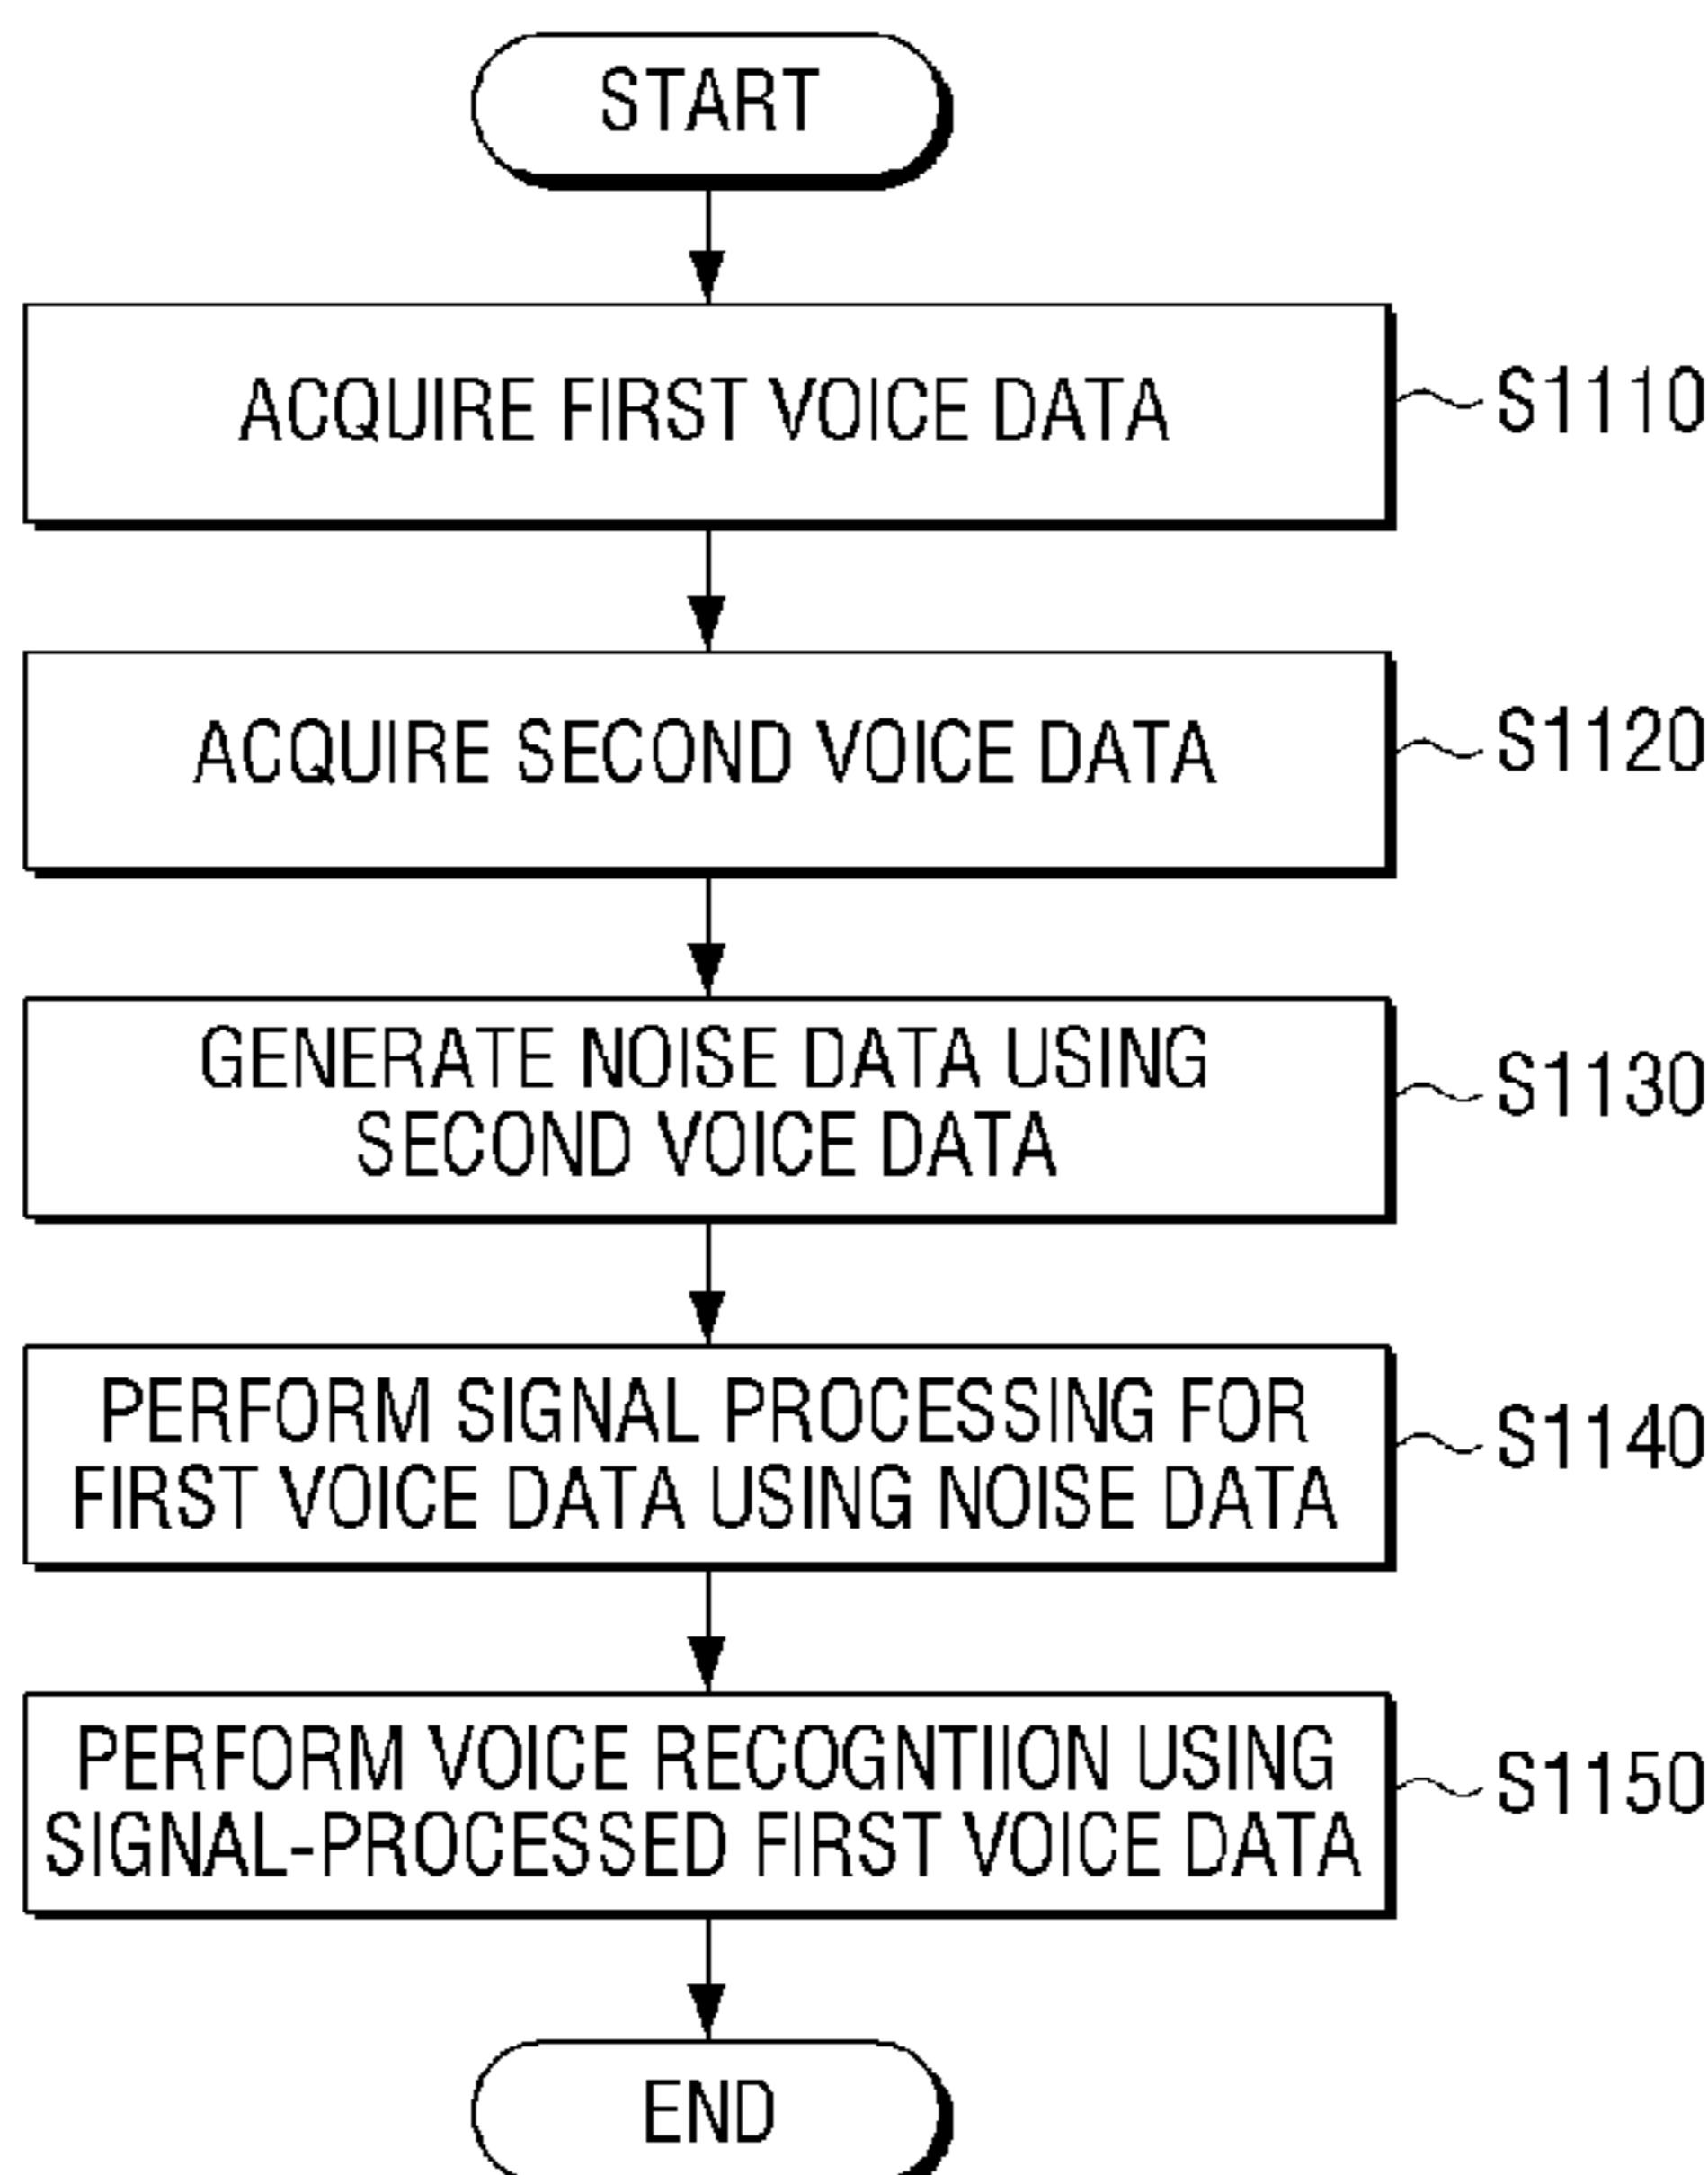 START
ACQUIRE FIRST VOICE DATA
S1110
ACQUIRE SECOND VOICE DATA
S1120
GENERATE NOISE DATA USING
SECOND VOICE DATA
S1130
PERFORM SIGNAL PROCESSING FOR
FIRST VOICE DATA USING NOISE DATA
S1140
PERFORM VOICE RECOGNTIION USING
SIGNAL-PROCESSED FIRST VOICE DATA
S1150
END